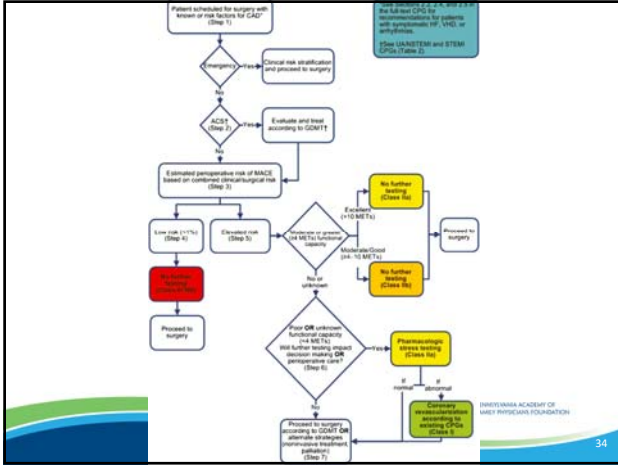 Patient scheduled for surgery with
known or risk factors for CAD*
(Step 1)
*See Sections 2.2, 2.4, and 2.5 in
the full-text CPG for
recommendations for patients
with symptomatic HF, VHD, or
arrhythmias.
†See UA/NSTEMI and STEMI
CPGs (Table 2).
Emergency
Yes
Clinical risk stratification
and proceed to surgery
No
ACS†
(Step 2)
Yes
Evaluate and treat
according to GDMT†
No
Estimated perioperative risk of MACE
based on combined clinical/surgical risk
(Step 3)
Low risk (<1%)
(Step 4)
Elevated risk
(Step 5)
Moderate or greater
(≥4 METs) functional
capacity
Excellent
(>10 METs)
No further
testing
(Class IIa)
Moderate/Good
(≥4-10 METs)
No further
testing
(Class IIb)
Proceed to
surgery
No further
testing
Proceed to
surgery
No or
unknown
Poor OR unknown
functional capacity
(<4 METs)
Will further testing impact
decision making OR
perioperative care?
(Step 6)
Yes
Pharmacologic
stress testing
(Class IIa)
If
normal
If
abnormal
Coronary
revascularization
according to
existing CPGs
(Class I)
No
Proceed to surgery
according to GDMT OR
alternate strategies
(noninvasive treatment,
palliation)
(Step 7)
ENNSYLVANIA ACADEMY OF
AMILY PHYSICIANS FOUNDATION
34